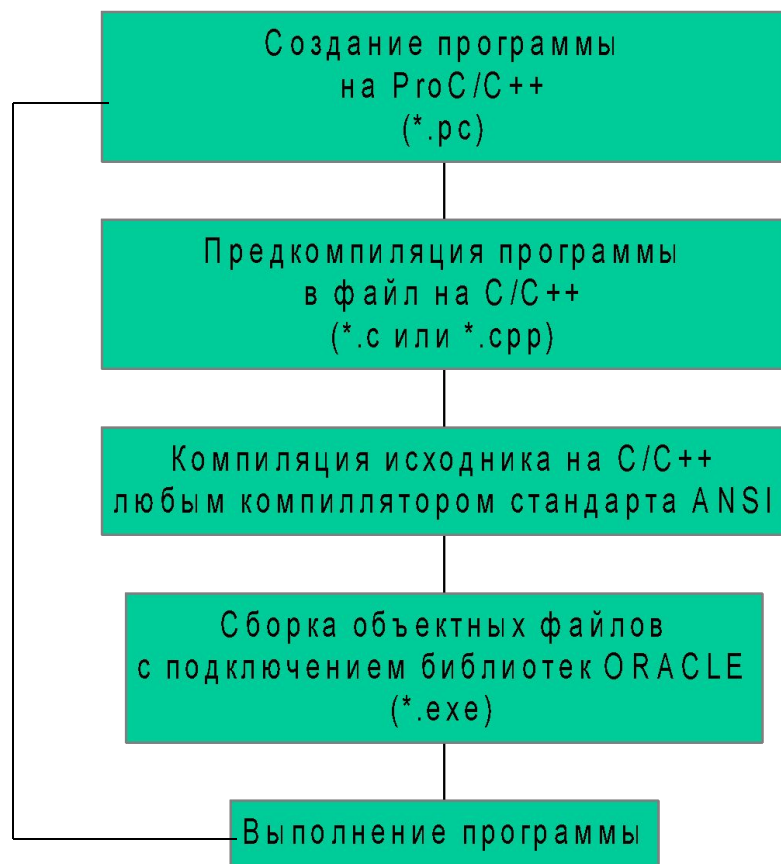 Создание программы
на ProC/C++
(*.pc)
Предкомпиляция программы
в файл на C/C++
(*.c или *.cpp)
Компиляция исходника на C/C++
любым компиллятором стандарта ANSI
Сборка объектных файлов
с подключением библиотек ORACLE
(*.exe)
Выполнение программы